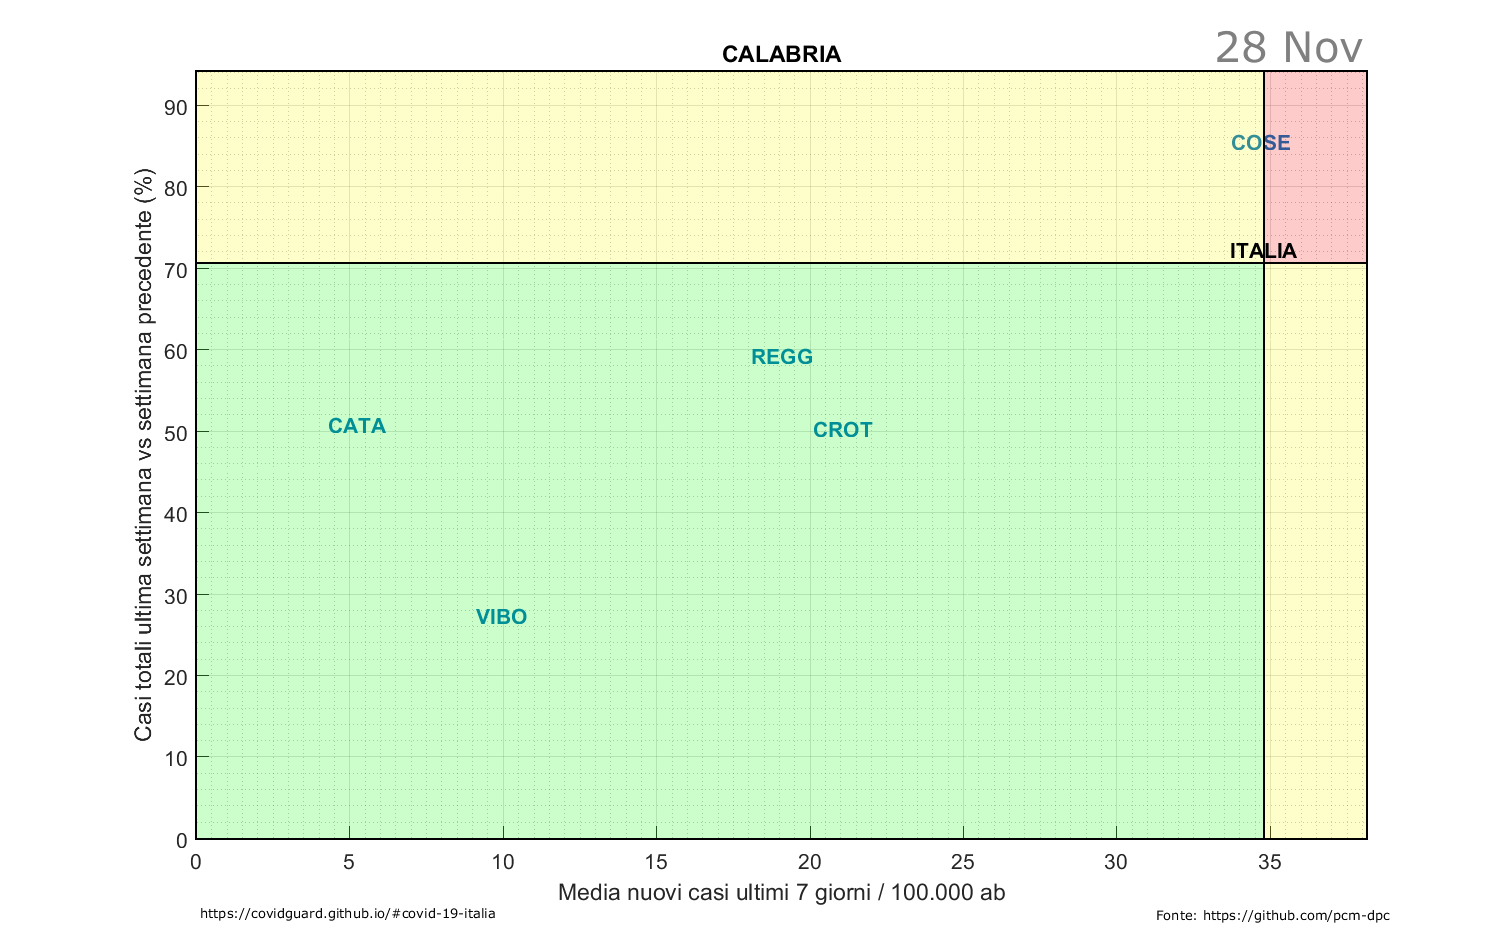 28 Nov
CALABRIA
Casi totali ultima settimana vs settimana precedente (%)
90
80
70
60
50
40
30
20
10
0
COSE
ITALIA
REGG
CATA
CROT
VIBO
0 5 10 15 20 25 30 35
Media nuovi casi ultimi 7 giorni / 100.000 ab
https://covidguard.github.io/#covid-19-italia
Fonte: https://github.com/pcm-dpc